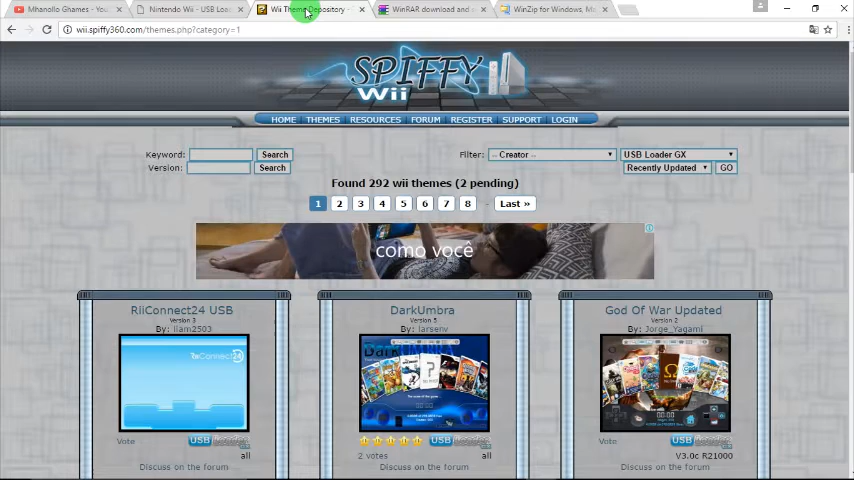 Mhanollo Ghames - You
Nintendo Wii - USB Load
Wii Theme Depository -
WinRAR download and
WinZip for Windows, Ma
wii.spiffy360.com/themes.php?category=1
SPIFFY
Wii
HOME THEMES RESOURCES FORUM REGISTER SUPPORT LOGIN
Keyword: Search Filter: -- Creator -- USB Loader GX
Version: Search Recently Updated GO
Found 292 wii themes (2 pending)
1 2 3 4 5 6 7 8 - Last »
como você
RiiConnect24 USB
Version 3
By: liam2503
Vote USB
all
Discuss on the forum
DarkUmbra
Version 5
By: larsenv
USB
2 votes all
Discuss on the forum
God Of War Updated
Version 2
By: Jorge_Yagami
Vote USB
V3.0c R21000
Discuss on the forum